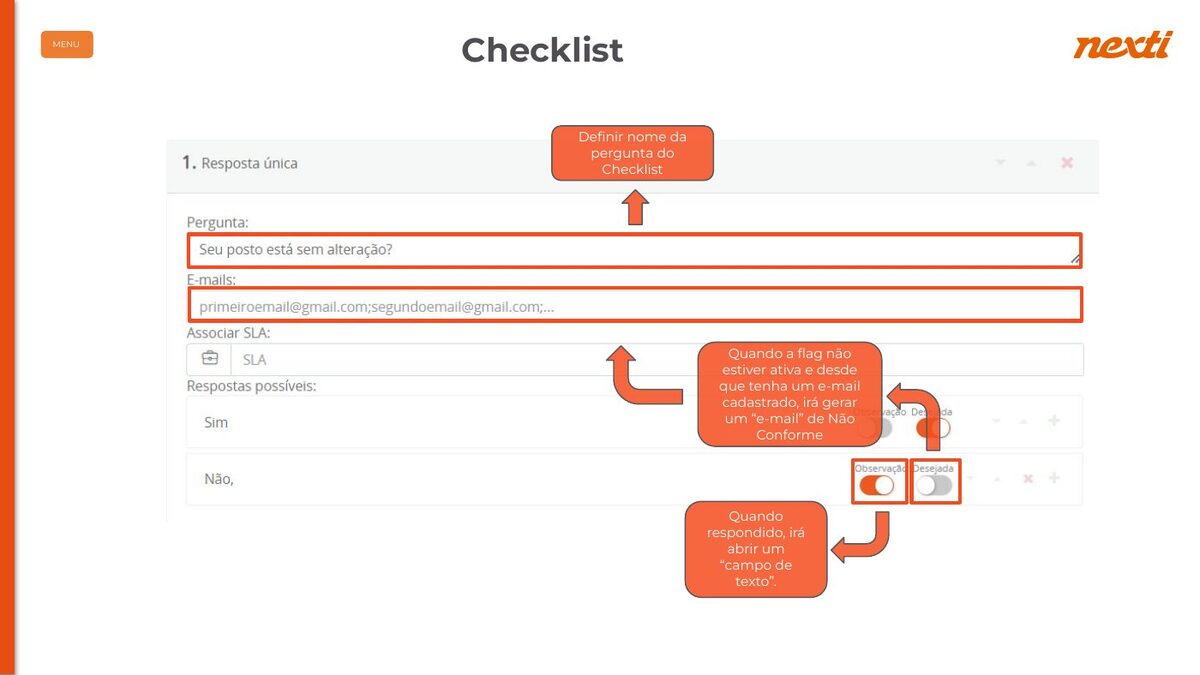 MENU
Checklist
nexti
Definir nome da
pergunta do
Checklist
1. Resposta única
Pergunta:
Seu posto está sem alteração?
E-mails:
primeiroemail@gmail.com;segundoemail@gmail.com;...
Associar SLA:
SLA
Respostas possíveis:
Quando a flag não
estiver ativa e desde
que tenha um e-mail
cadastrado, irá gerar
um “e-mail” de Não
Conforme
Sim
Observação Desejada
Não,
Observação Desejada
Quando
respondido, irá
abrir um
“campo de
texto”.